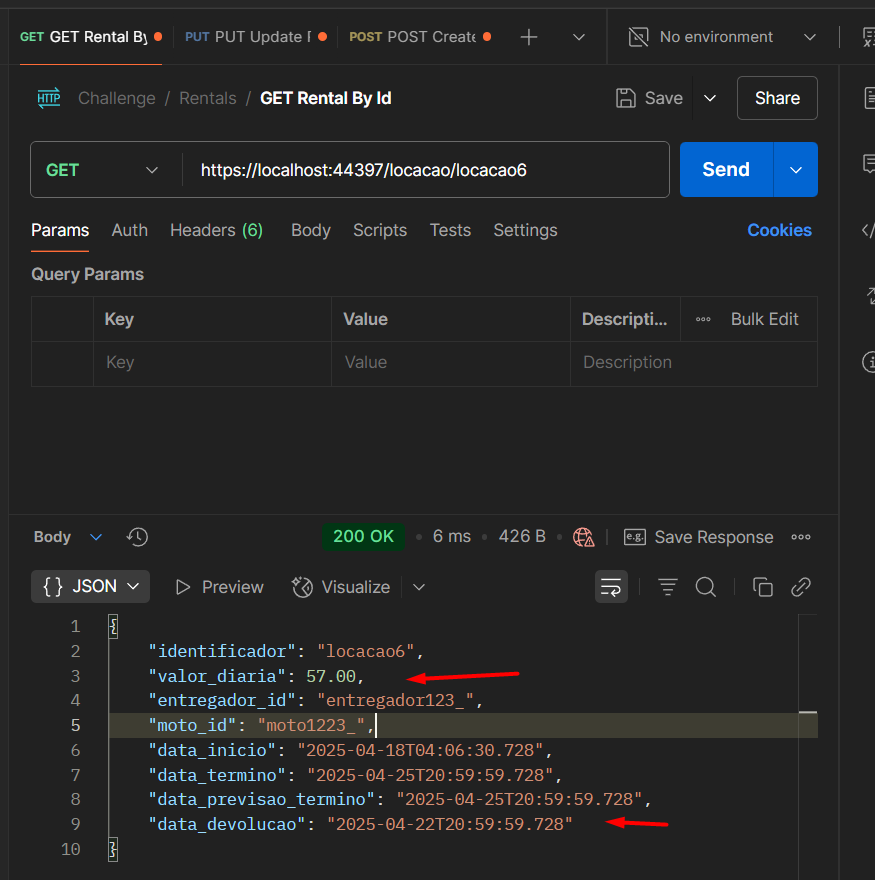 GET GET Rental By PUT PUT Update POST POST Create No environment
HTTP Challenge / Rentals / GET Rental By Id Save Share
GET https://localhost:44397/locacao/locacao6 Send
Params Auth Headers (6) Body Scripts Tests Settings Cookies
Query Params
Key Value Descripti... Bulk Edit
Key Value Description
Body 200 OK 6 ms 426 B e.g. Save Response
{} JSON Preview Visualize
1 {
2 "identificador": "locacao6",
3 "valor_diaria": 57.00,
4 "entregador_id": "entregador123_",
5 "moto_id": "moto1223_",
6 "data_inicio": "2025-04-18T04:06:30.728",
7 "data_termino": "2025-04-25T20:59:59.728",
8 "data_previsao_termino": "2025-04-25T20:59:59.728",
9 "data_devolucao": "2025-04-22T20:59:59.728"
10 }